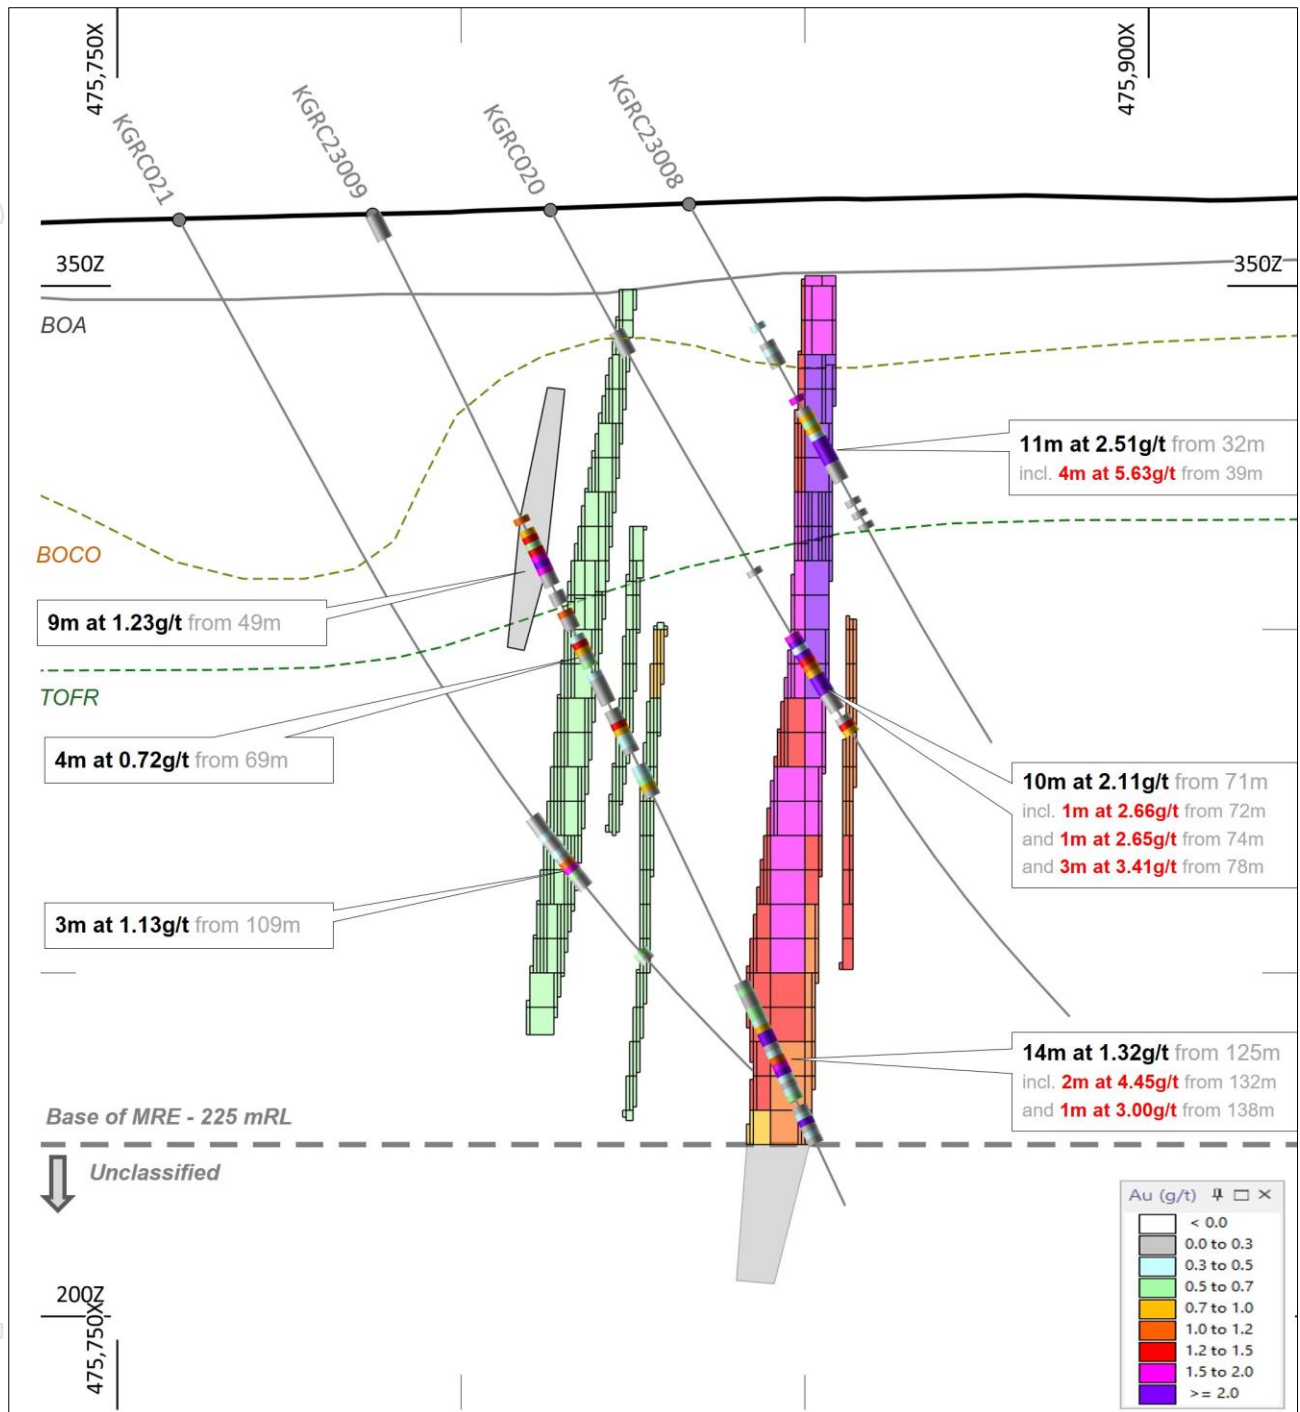 475,750X
475,900X
KGRC021
KGRC23009
KGRC020
KGRC23008
350Z
350Z
BOA
11m at 2.51g/t from 32m
incl. 4m at 5.63g/t from 39m
BOCO
9m at 1.23g/t from 49m
TOFR
4m at 0.72g/t from 69m
10m at 2.11g/t from 71m
incl. 1m at 2.66g/t from 72m
and 1m at 2.65g/t from 74m
and 3m at 3.41g/t from 78m
3m at 1.13g/t from 109m
14m at 1.32g/t from 125m
incl. 2m at 4.45g/t from 132m
and 1m at 3.00g/t from 138m
Base of MRE - 225 mRL
Unclassified
Au (g/t)
< 0.0
0.0 to 0.3
0.3 to 0.5
0.5 to 0.7
0.7 to 1.0
1.0 to 1.2
1.2 to 1.5
1.5 to 2.0
>= 2.0
200Z
475,750X